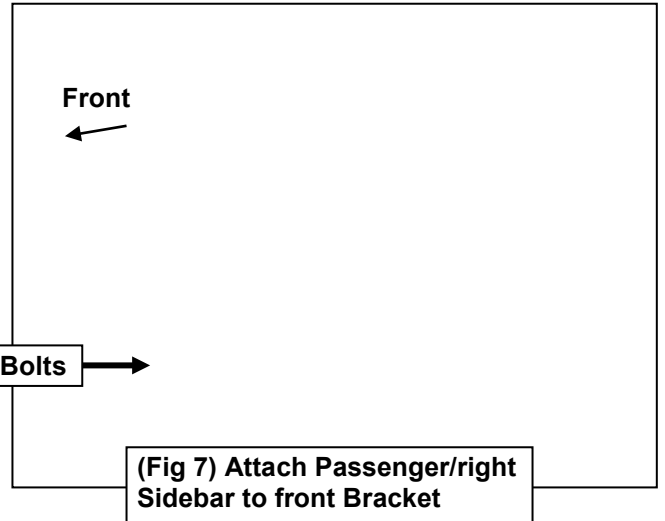 Front
Bolts
(Fig 7) Attach Passenger/right
Sidebar to front Bracket